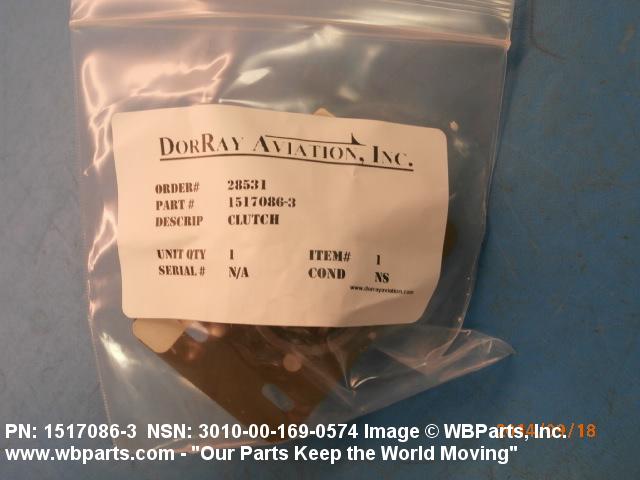 DORRAY AVIATION, INC.
ORDER# 28531
PART # 1517086-3
DESCRIP CLUTCH
UNIT QTY 1 ITEM# 1
SERIAL # N/A COND NS
www.dorrayaviation.com
PN: 1517086-3 NSN: 3010-00-169-0574 Image © WBParts, Inc.
www.wbparts.com - "Our Parts Keep the World Moving"